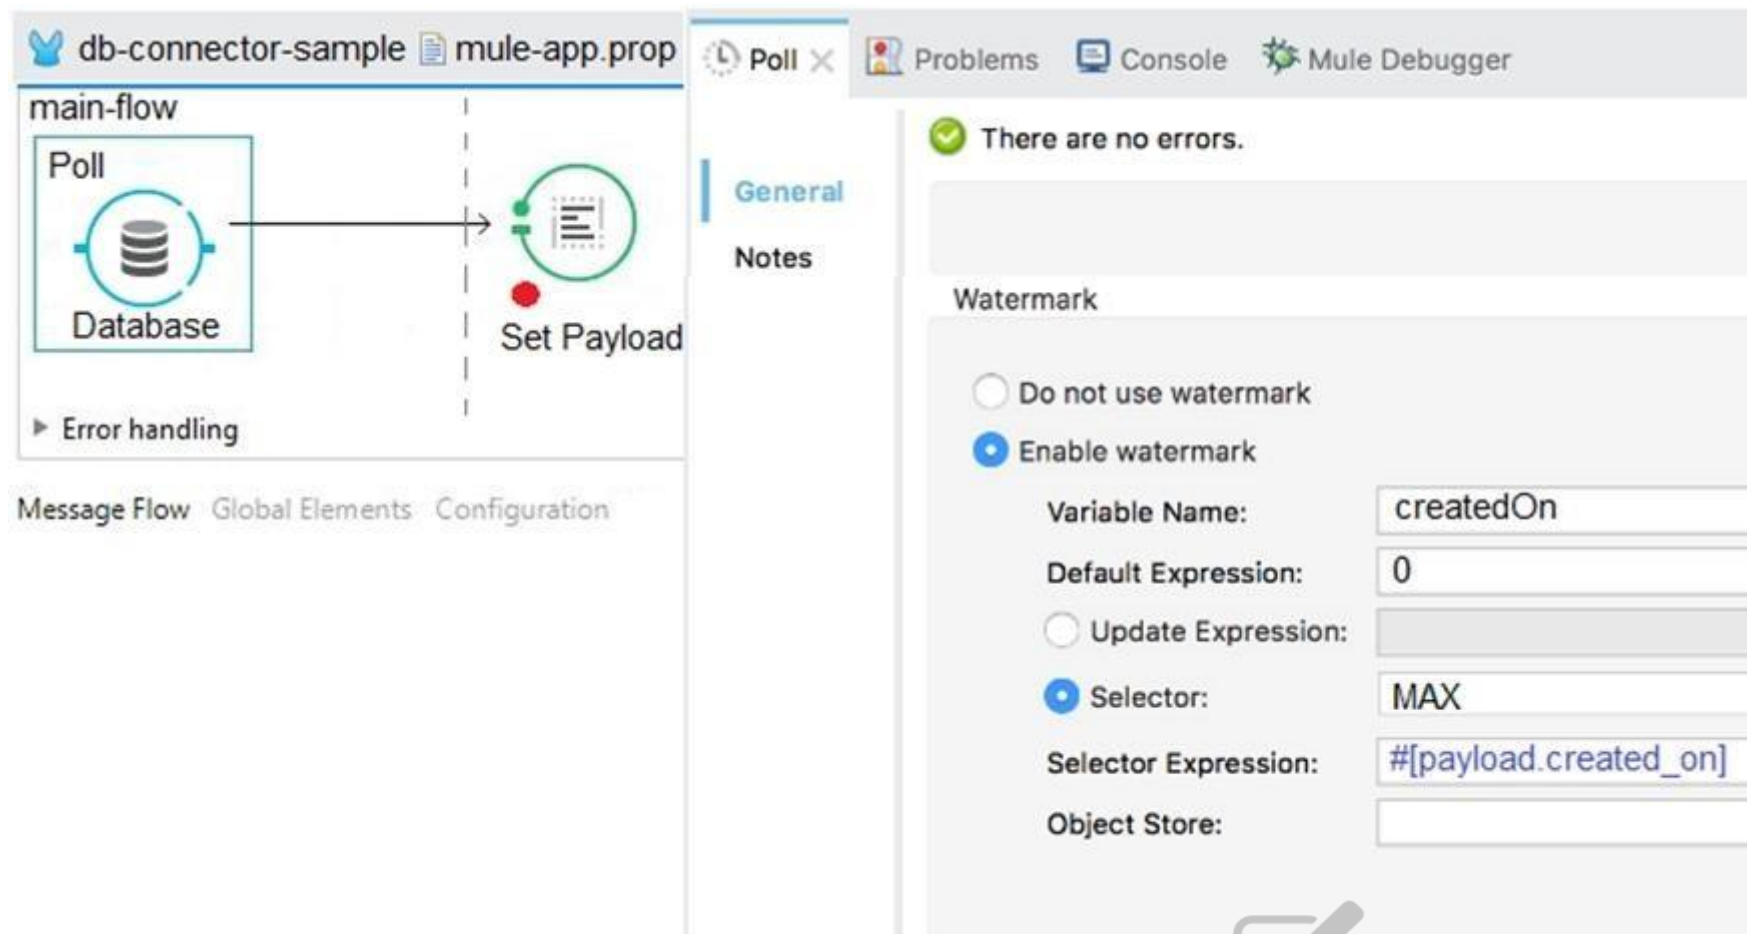 db-connector-sample mule-app.prop
main-flow
Poll
Database
Set Payload
Error handling
Message Flow Global Elements Configuration
Poll Problems Console Mule Debugger
General
Notes
There are no errors.
Watermark
Do not use watermark
Enable watermark
Variable Name: createdOn
Default Expression: 0
Update Expression:
Selector: MAX
Selector Expression: #[payload.created_on]
Object Store: